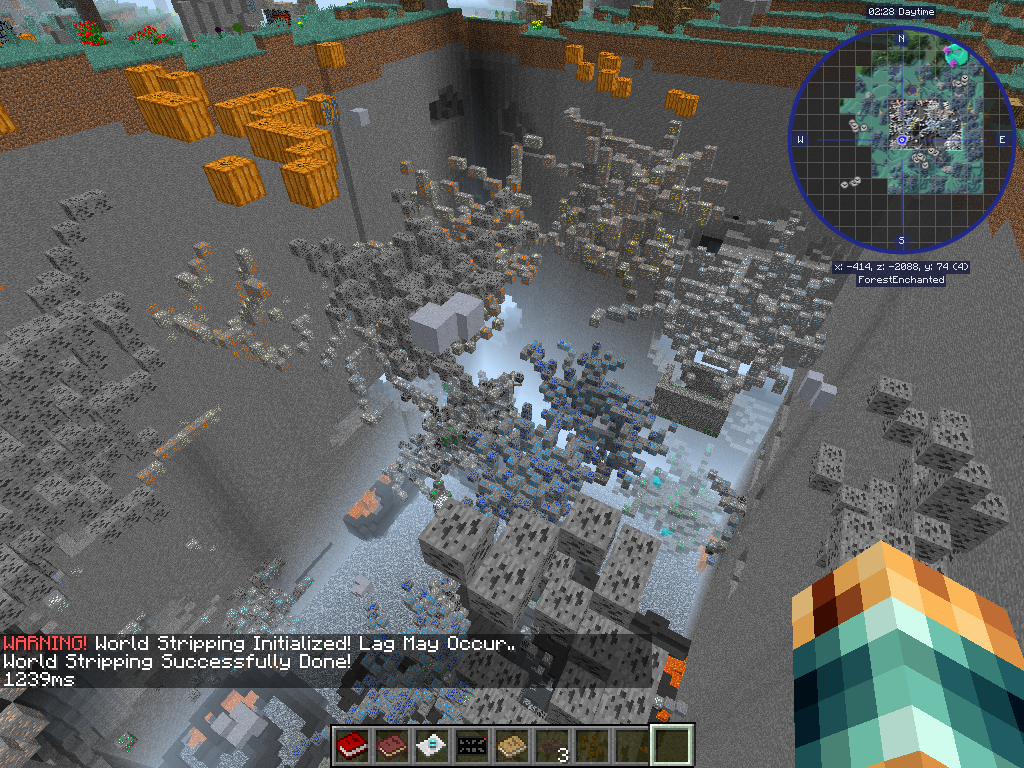 02:28 Daytime
N
W
E
S
x: -414, z: -2088, y: 74 (4)
ForestEnchanted
WARNING! World Stripping Initialized! Lag May Occur..
World Stripping Successfully Done!
1239ms
3